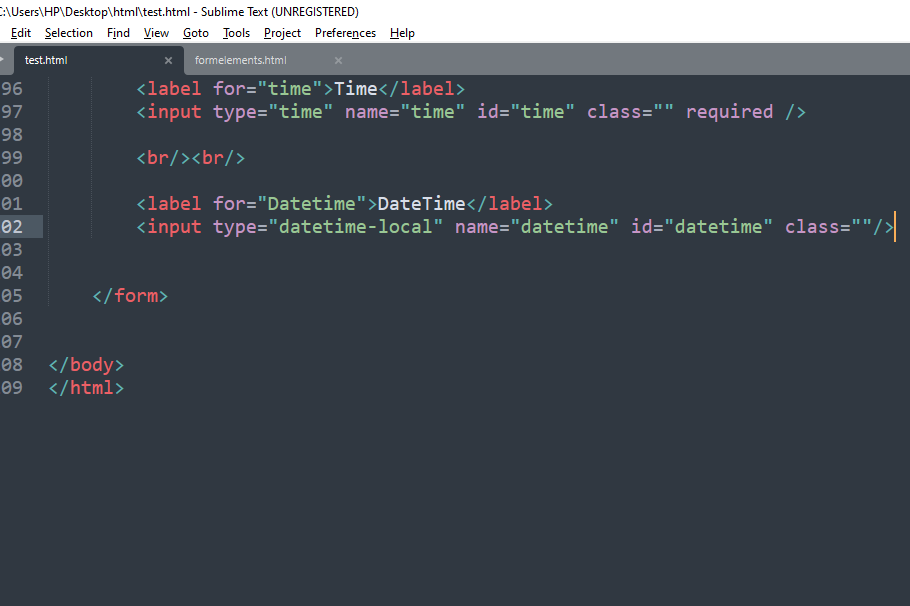 C:\Users\HP\Desktop\html\test.html - Sublime Text (UNREGISTERED)
Edit Selection Find View Goto Tools Project Preferences Help
test.html × formelements.html ×
96 <label for="time">Time</label>
97 <input type="time" name="time" id="time" class="" required />
98
99 <br/><br/>
00
01 <label for="Datetime">DateTime</label>
02 <input type="datetime-local" name="datetime" id="datetime" class=""/>
03
04
05 </form>
06
07
08 </body>
09 </html>